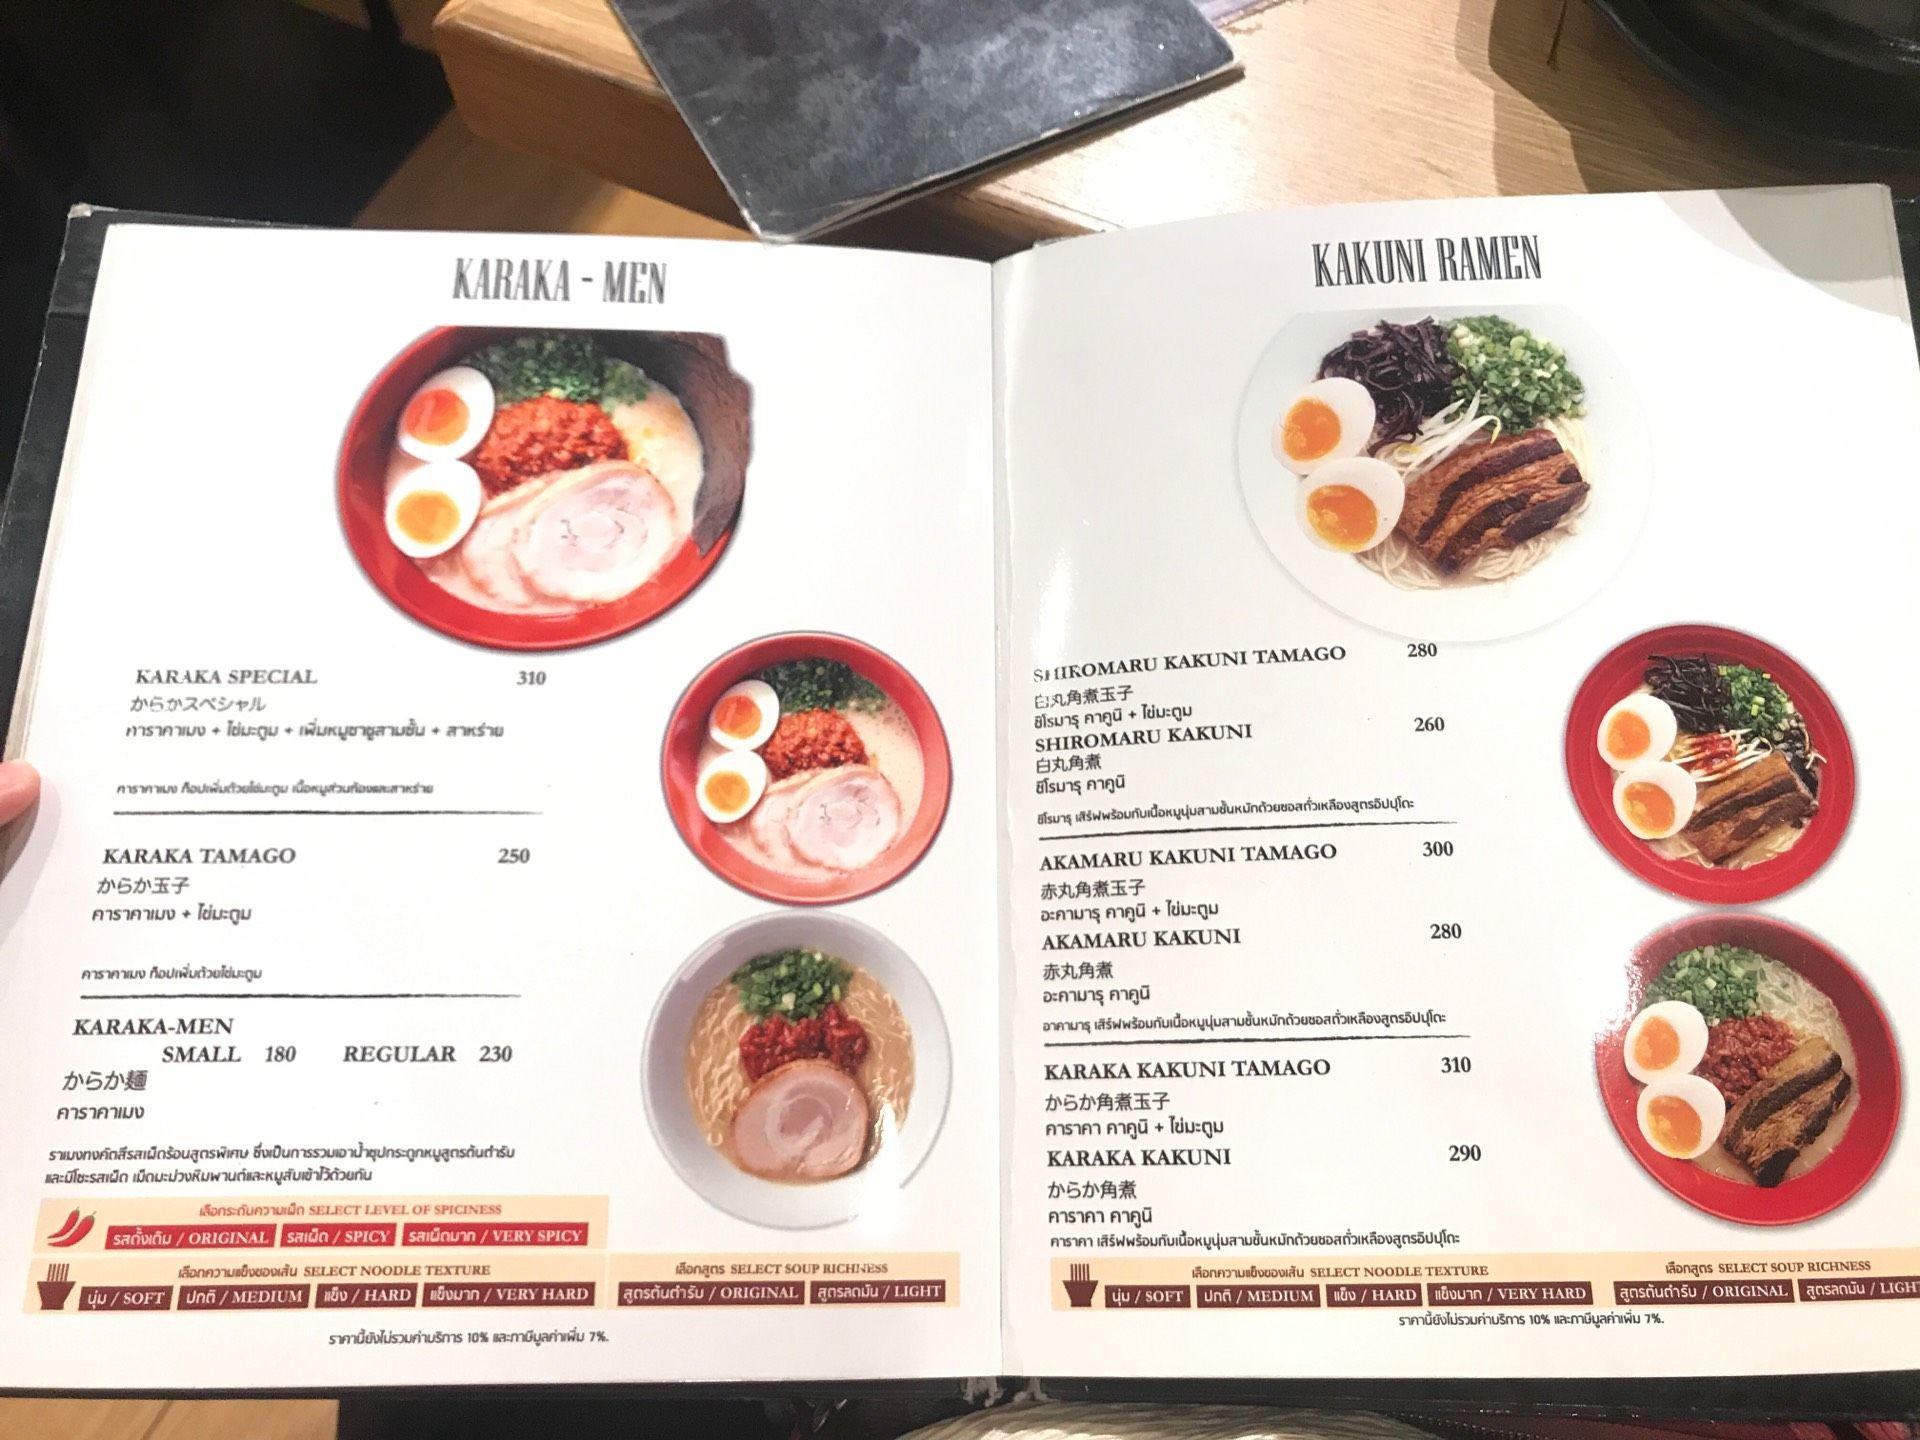 KARAKA - MEN
KARAKA SPECIAL 310
からかスペシャル
คาราคาเมง + ไข่มะตูม + เพิ่มหมูชาชูสามชั้น + สาหร่าย
คาราคาเมง ท็อปเพิ่มด้วยไข่มะตูม เนื้อหมูส่วนท้องและสาหร่าย
KARAKA TAMAGO 250
からか玉子
คาราคาเมง + ไข่มะตูม
คาราคาเมง ท็อปเพิ่มด้วยไข่มะตูม
KARAKA-MEN
SMALL 180 REGULAR 230
からか麺
คาราคาเมง
ราเมงทงคัตสึรสเผ็ดร้อนสูตรพิเศษ ซึ่งเป็นการรวมเอาน้ำซุปกระดูกหมูสูตรต้นตำรับ
และมิโซะรสเผ็ด เม็ดมะม่วงหิมพานต์และหมูสับเข้าไว้ด้วยกัน
เลือกระดับความเผ็ด SELECT LEVEL OF SPICINESS
รสดั้งเดิม / ORIGINAL รสเผ็ด / SPICY รสเผ็ดมาก / VERY SPICY
เลือกความแข็งของเส้น SELECT NOODLE TEXTURE
นุ่ม / SOFT ปกติ / MEDIUM แข็ง / HARD แข็งมาก / VERY HARD
เลือกสูตร SELECT SOUP RICHNESS
สูตรต้นตำรับ / ORIGINAL สูตรลดมัน / LIGHT
ราคานี้ยังไม่รวมค่าบริการ 10% และภาษีมูลค่าเพิ่ม 7%.
KAKUNI RAMEN
SHIROMARU KAKUNI TAMAGO 280
白丸角煮玉子
ชิโรมารุ คาคูนิ + ไข่มะตูม
SHIROMARU KAKUNI 260
白丸角煮
ชิโรมารุ คาคูนิ
ชิโรมารุ เสิร์ฟพร้อมกับเนื้อหมูนุ่มสามชั้นหมักด้วยซอสถั่วเหลืองสูตรอิปปุโดะ
AKAMARU KAKUNI TAMAGO 300
赤丸角煮玉子
อะคามารุ คาคูนิ + ไข่มะตูม
AKAMARU KAKUNI 280
赤丸角煮
อะคามารุ คาคูนิ
อาคามารุ เสิร์ฟพร้อมกับเนื้อหมูนุ่มสามชั้นหมักด้วยซอสถั่วเหลืองสูตรอิปปุโดะ
KARAKA KAKUNI TAMAGO 310
からか角煮玉子
คาราคา คาคูนิ + ไข่มะตูม
KARAKA KAKUNI 290
からか角煮
คาราคา คาคูนิ
คาราคา เสิร์ฟพร้อมกับเนื้อหมูนุ่มสามชั้นหมักด้วยซอสถั่วเหลืองสูตรอิปปุโดะ
เลือกความแข็งของเส้น SELECT NOODLE TEXTURE
นุ่ม / SOFT ปกติ / MEDIUM แข็ง / HARD แข็งมาก / VERY HARD
เลือกสูตร SELECT SOUP RICHNESS
สูตรต้นตำรับ / ORIGINAL สูตรลดมัน / LIGHT
ราคานี้ยังไม่รวมค่าบริการ 10% และภาษีมูลค่าเพิ่ม 7%.